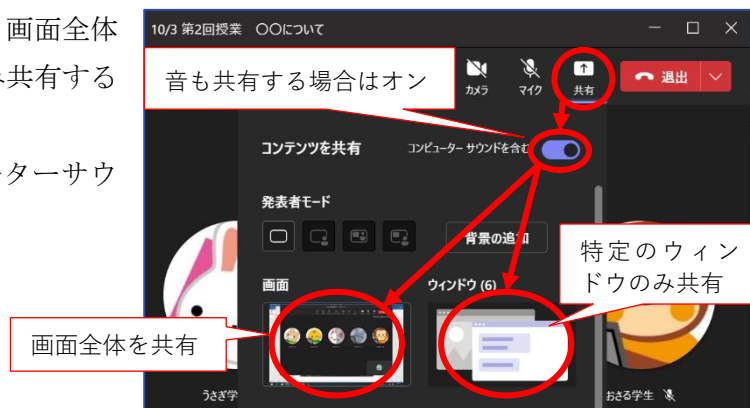 画面全体
共有する
ーターサウ
10/3 第2回授業 〇〇について
音も共有する場合はオン
カメラ
マイク
共有
退出
コンテンツを共有
コンピューター サウンドを含む
発表者モード
背景の追加
特定のウィン
ドウのみ共有
画面
ウィンドウ (6)
画面全体を共有
うさぎ学
おさる学生